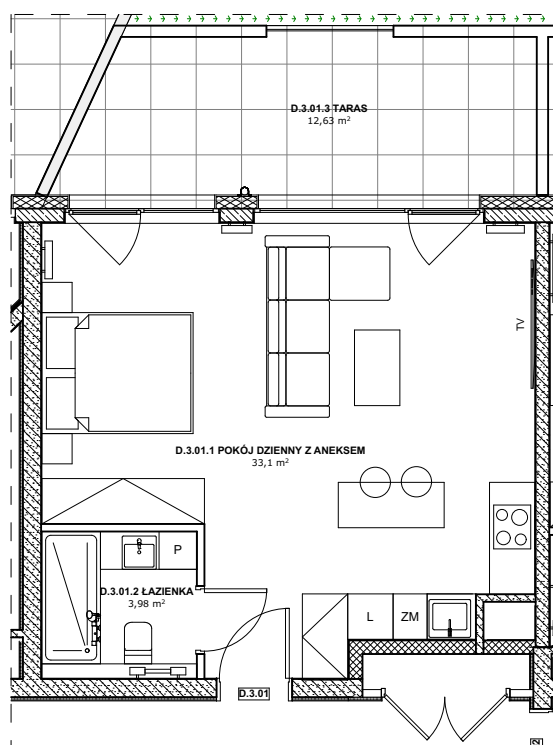 D.3.01.3 TARAS
12,63 m²
TV
D.3.01.1 POKÓJ DZIENNY Z ANEKSEM
33,1 m²
P
D.3.01.2 ŁAZIENKA
3,98 m²
L
ZM
D.3.01